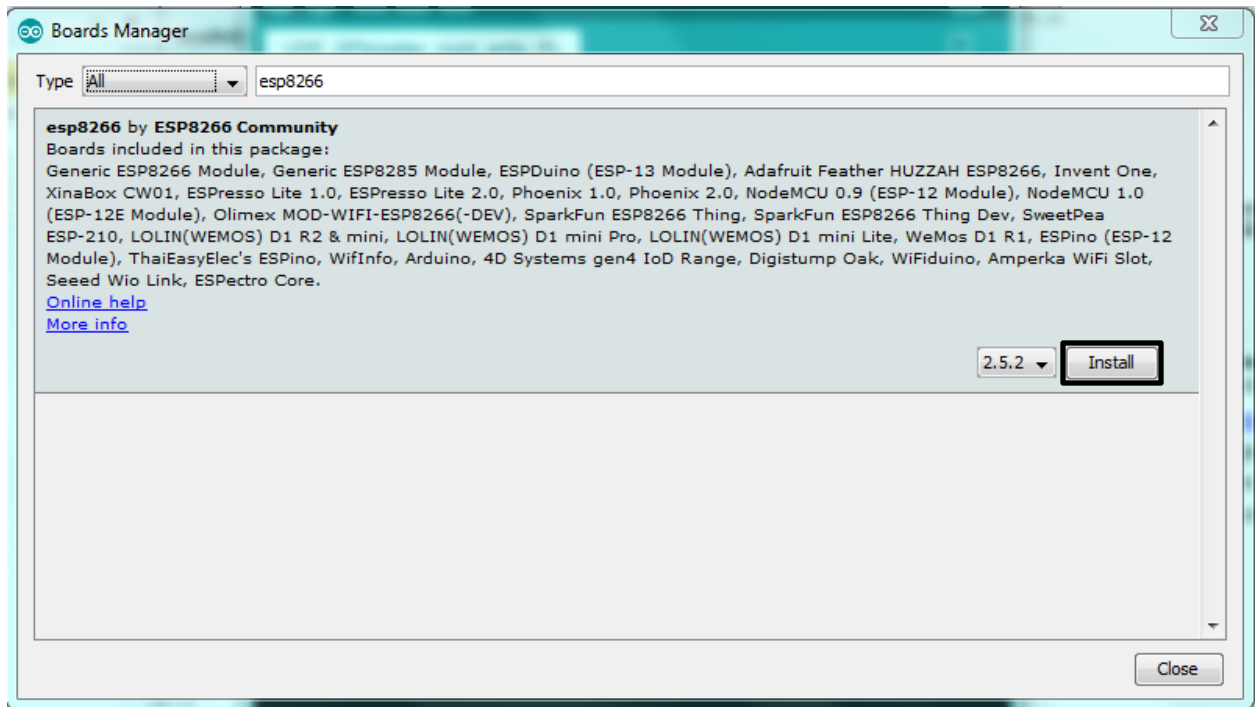 Boards Manager
Type All esp8266
esp8266 by ESP8266 Community
Boards included in this package:
Generic ESP8266 Module, Generic ESP8285 Module, ESPDuino (ESP-13 Module), Adafruit Feather HUZZAH ESP8266, Invent One,
XinaBox CW01, ESPresso Lite 1.0, ESPresso Lite 2.0, Phoenix 1.0, Phoenix 2.0, NodeMCU 0.9 (ESP-12 Module), NodeMCU 1.0
(ESP-12E Module), Olimex MOD-WIFI-ESP8266(-DEV), SparkFun ESP8266 Thing, SparkFun ESP8266 Thing Dev, SweetPea
ESP-210, LOLIN(WEMOS) D1 R2 & mini, LOLIN(WEMOS) D1 mini Pro, LOLIN(WEMOS) D1 mini Lite, WeMos D1 R1, ESPino (ESP-12
Module), ThaiEasyElec's ESPino, WifInfo, Arduino, 4D Systems gen4 IoD Range, Digistump Oak, WiFiduino, Amperka WiFi Slot,
Seeed Wio Link, ESPectro Core.
Online help
More info
2.5.2 Install
Close